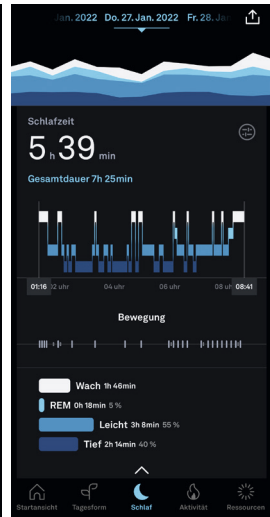 Jan. 2022 Do. 27. Jan. 2022 Fr. 28. Jan
Schlafzeit
5 h 39 min
Gesamtdauer 7h 25min
01:16 02 uhr 04 uhr 06 uhr 08 uh 08:41
Bewegung
Wach 1h 46min
REM 0h 18min 5 %
Leicht 3h 8min 55 %
Tief 2h 14min 40 %
Startansicht Tagesform Schlaf Aktivität Ressourcen